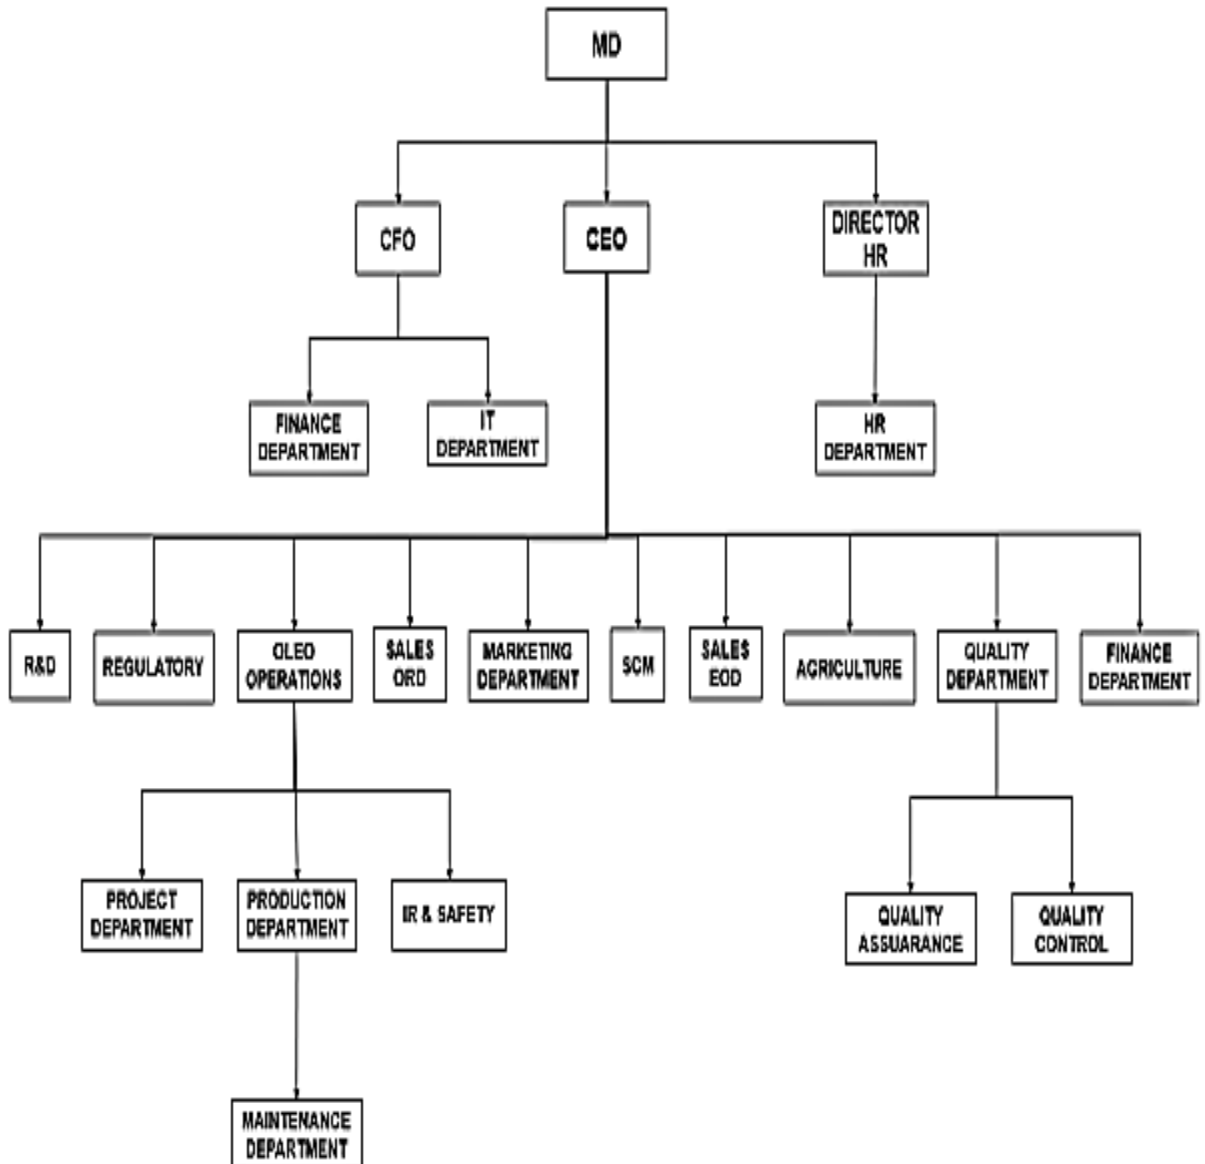 MD
CFO
CEO
DIRECTOR
HR
FINANCE
DEPARTMENT
IT
DEPARTMENT
HR
DEPARTMENT
R&D
REGULATORY
OLEO
OPERATIONS
SALES
ORD
MARKETING
DEPARTMENT
SCM
SALES
EOD
AGRICULTURE
QUALITY
DEPARTMENT
FINANCE
DEPARTMENT
PROJECT
DEPARTMENT
PRODUCTION
DEPARTMENT
IR & SAFETY
QUALITY
ASSUARANCE
QUALITY
CONTROL
MAINTENANCE
DEPARTMENT